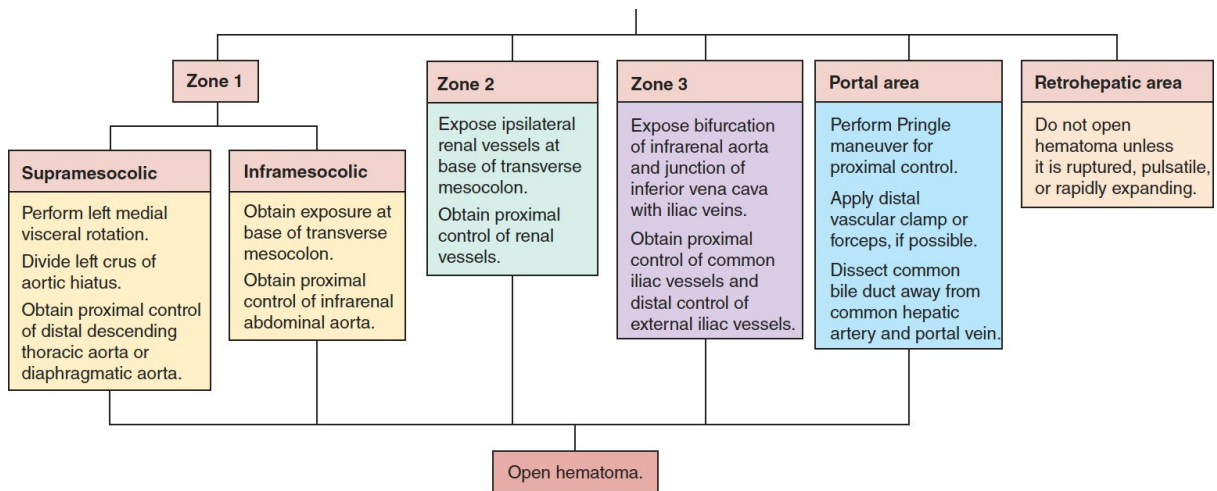 Zone 1
Supramesocolic
Perform left medial
visceral rotation.
Divide left crus of
aortic hiatus.
Obtain proximal control
of distal descending
thoracic aorta or
diaphragmatic aorta.
Inframesocolic
Obtain exposure at
base of transverse
mesocolon.
Obtain proximal
control of infrarenal
abdominal aorta.
Zone 2
Expose ipsilateral
renal vessels at
base of transverse
mesocolon.
Obtain proximal
control of renal
vessels.
Zone 3
Expose bifurcation
of infrarenal aorta
and junction of
inferior vena cava
with iliac veins.
Obtain proximal
control of common
iliac vessels and
distal control of
external iliac vessels.
Portal area
Perform Pringle
maneuver for
proximal control.
Apply distal
vascular clamp or
forceps, if possible.
Dissect common
bile duct away from
common hepatic
artery and portal vein.
Retrohepatic area
Do not open
hematoma unless
it is ruptured, pulsatile,
or rapidly expanding.
Open hematoma.